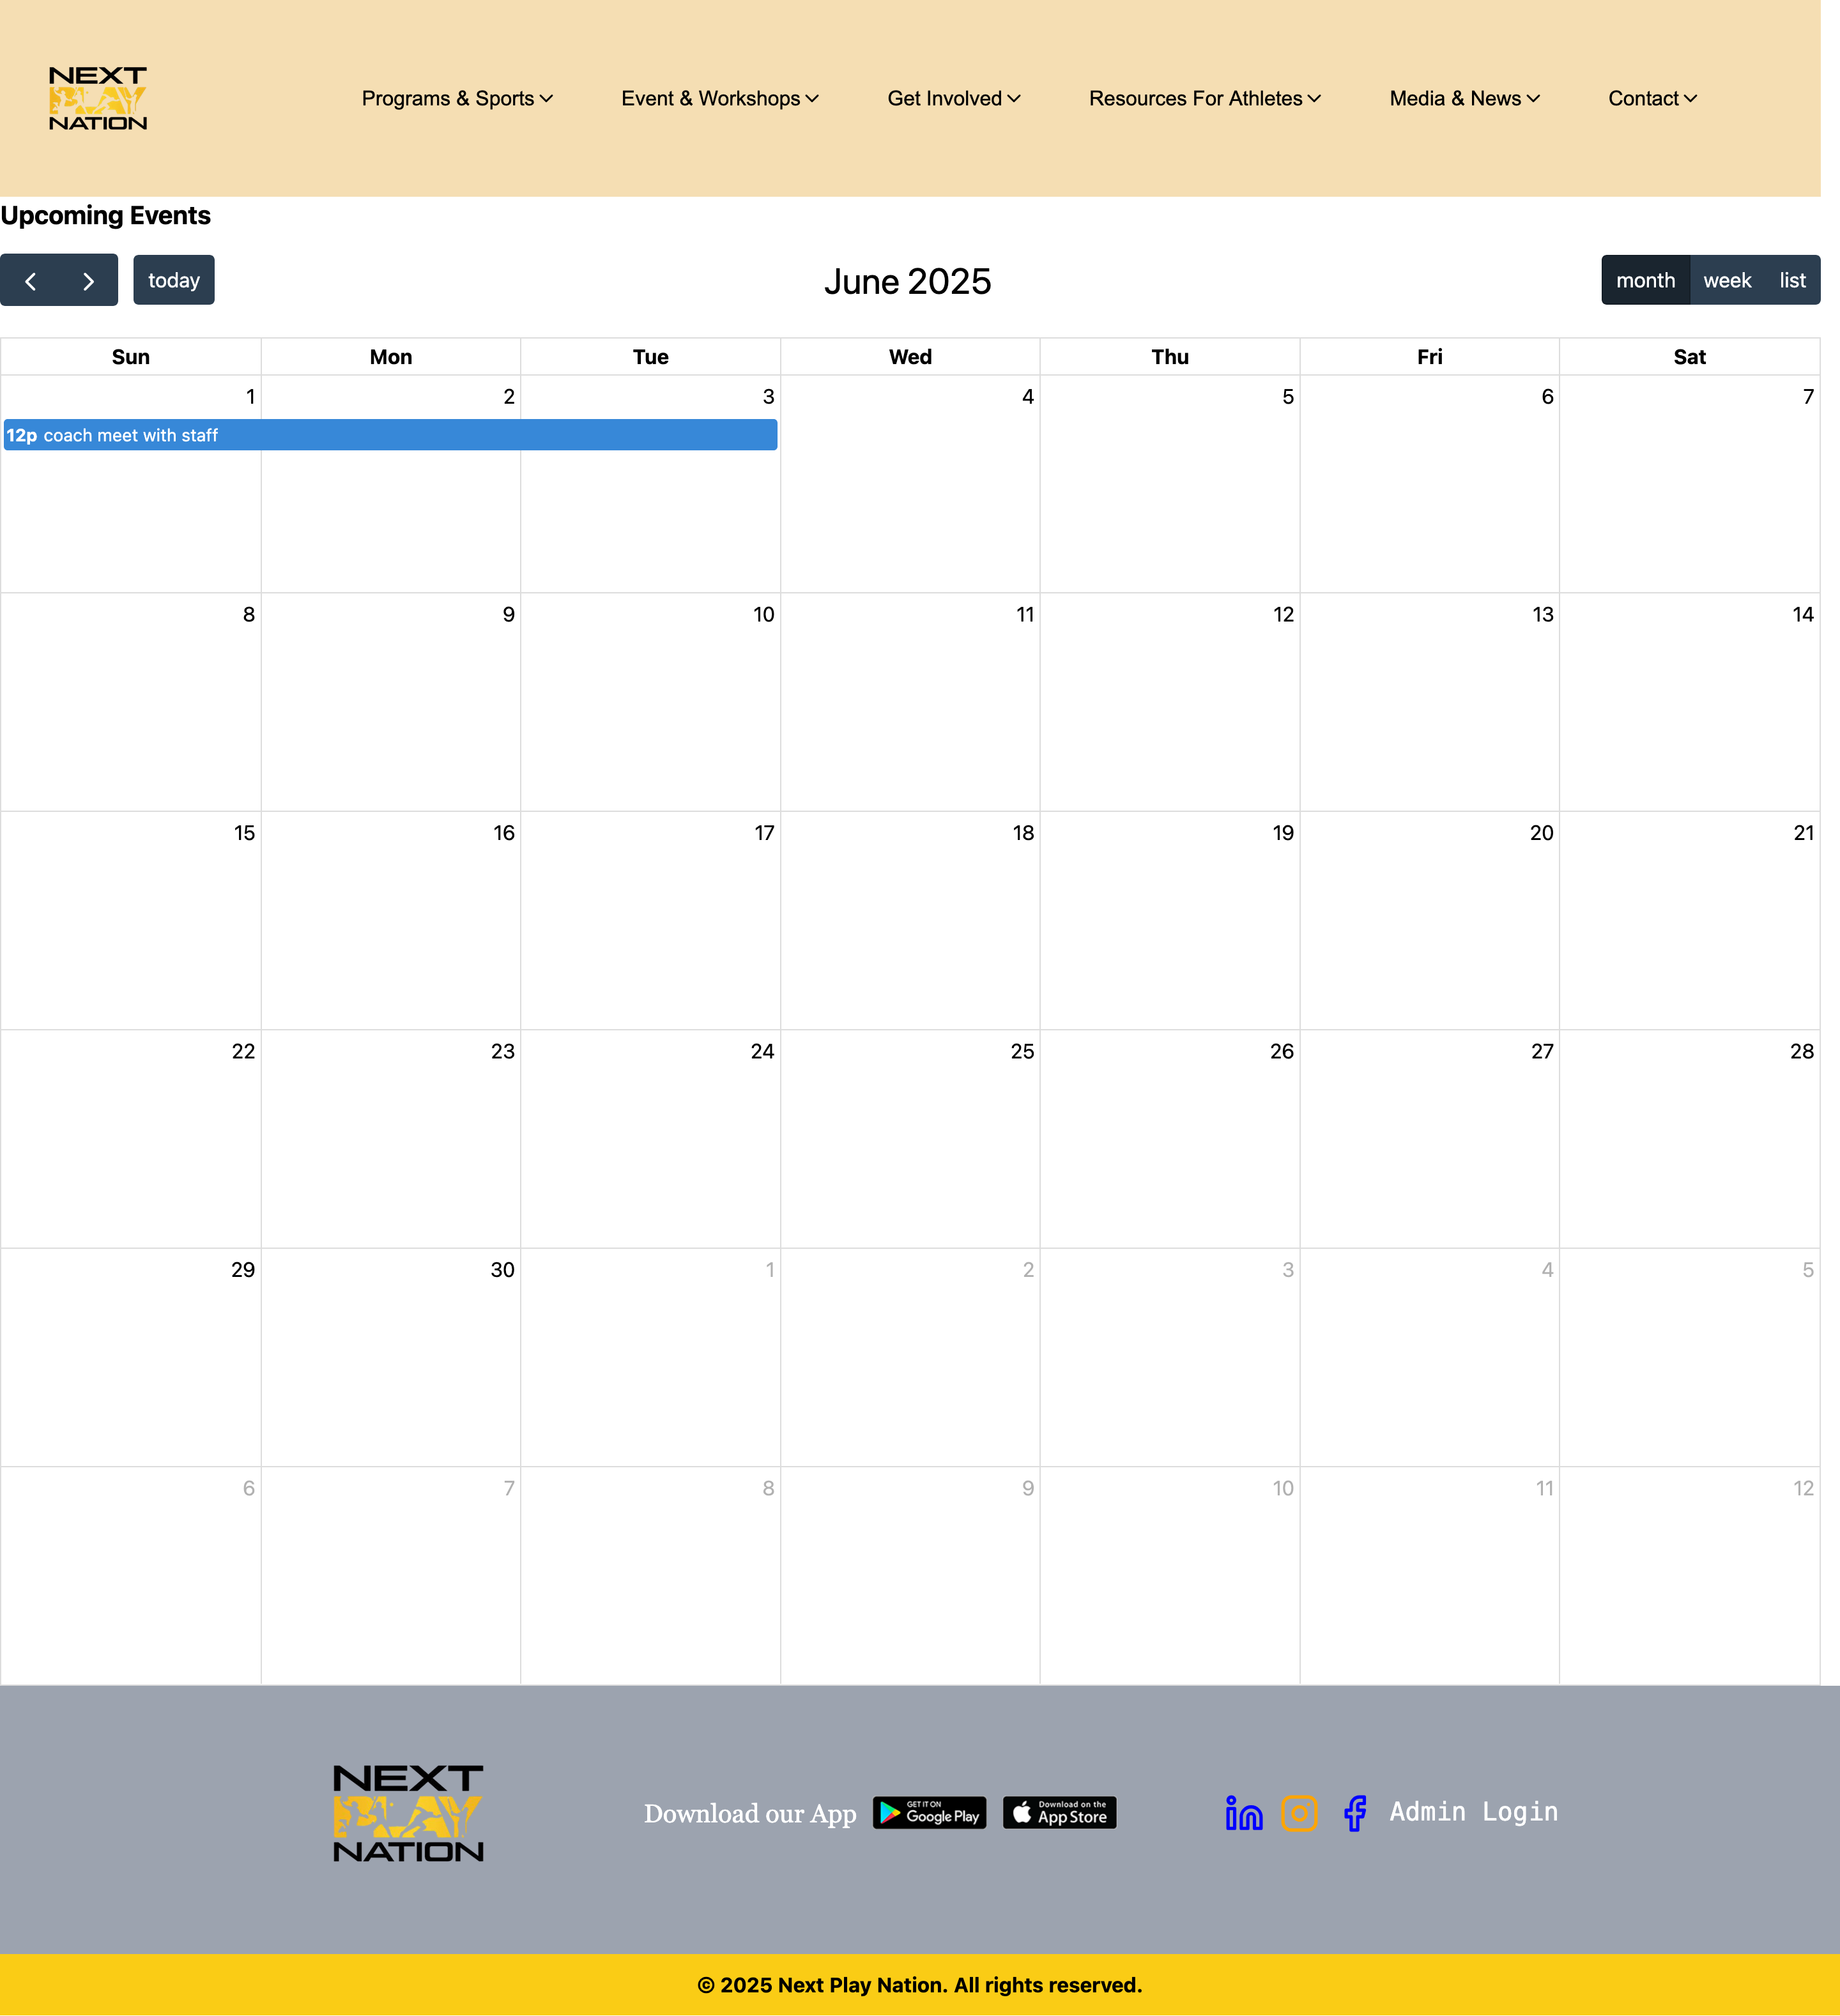 NEXT
PLAY
NATION
Programs & Sports Event & Workshops Get Involved Resources For Athletes Media & News Contact
Upcoming Events
today June 2025 month week list
Sun Mon Tue Wed Thu Fri Sat
1 2 3 4 5 6 7
12p coach meet with staff
8 9 10 11 12 13 14
15 16 17 18 19 20 21
22 23 24 25 26 27 28
29 30 1 2 3 4 5
6 7 8 9 10 11 12
NEXT
PLAY
NATION
Download our App
GET IT ON
Google Play
Download on the
App Store
in
Admin Login
© 2025 Next Play Nation. All rights reserved.